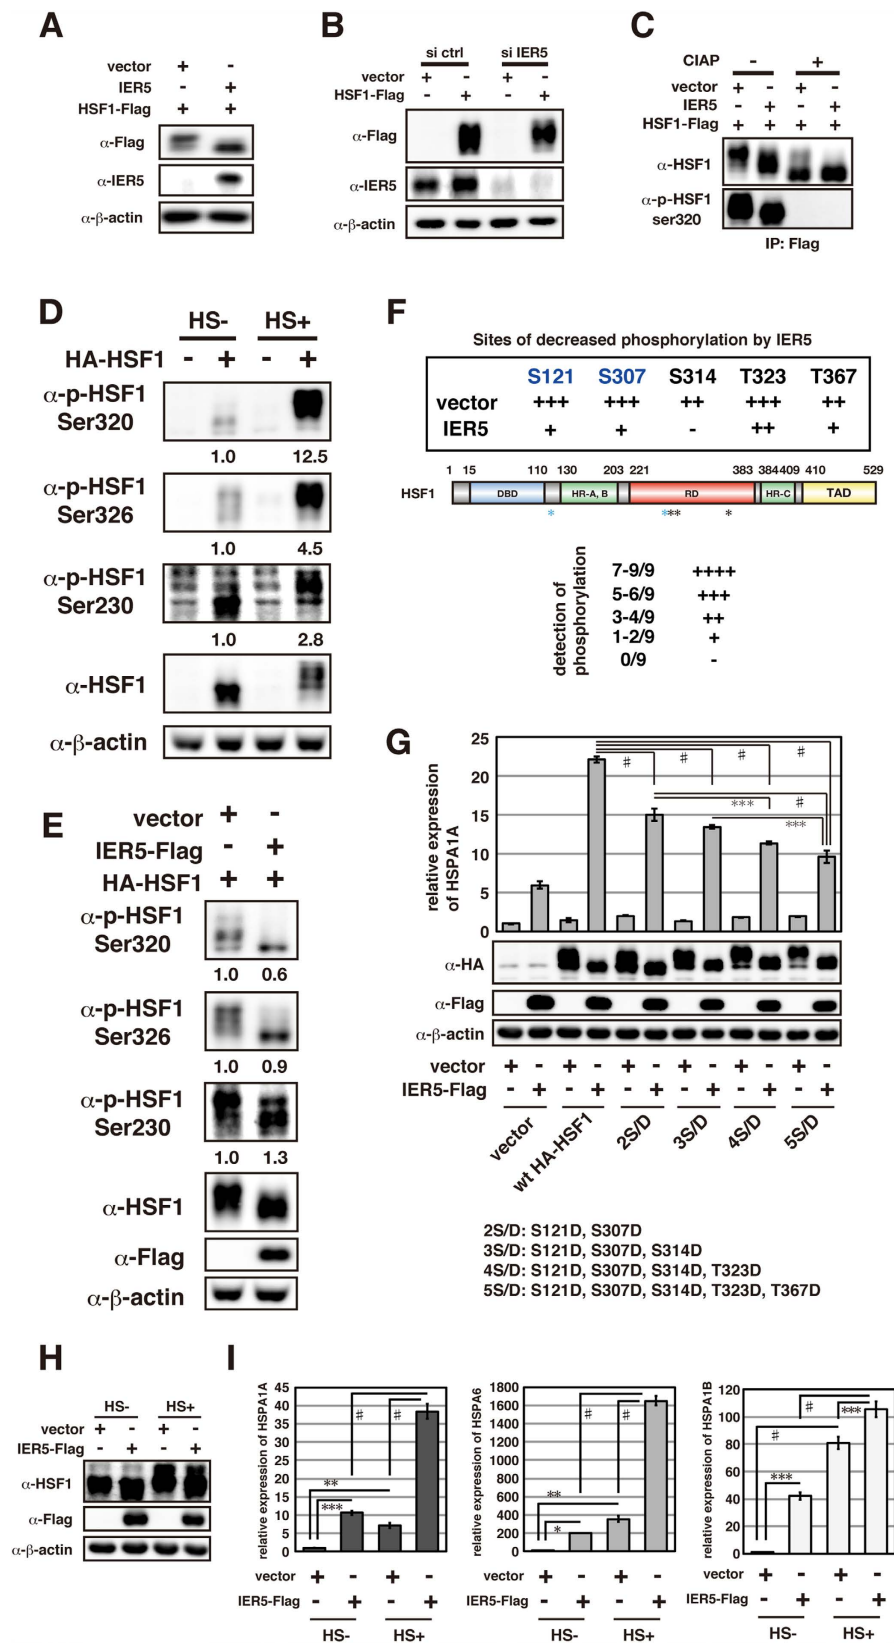 A
vector + -
IER5 - +
HSF1-Flag + +
α-Flag
α-IER5
α-β-actin
B
si ctrl si IER5
vector + - + -
HSF1-Flag - + - +
α-Flag
α-IER5
α-β-actin
C
CIAP - +
vector + - + -
IER5 - + - +
HSF1-Flag + + + +
α-HSF1
α-p-HSF1
ser320
IP: Flag
D
HS- HS+
HA-HSF1 - + - +
α-p-HSF1
Ser320
1.0 12.5
α-p-HSF1
Ser326
1.0 4.5
α-p-HSF1
Ser230
1.0 2.8
α-HSF1
α-β-actin
E
vector + -
IER5-Flag - +
HA-HSF1 + +
α-p-HSF1
Ser320
1.0 0.6
α-p-HSF1
Ser326
1.0 0.9
α-p-HSF1
Ser230
1.0 1.3
α-HSF1
α-Flag
α-β-actin
F
Sites of decreased phosphorylation by IER5
S121 S307 S314 T323 T367
vector +++ +++ ++ +++ ++
IER5 + + - ++ +
1 15 110 130 203 221 383 384 409 410 529
HSF1 DBD HR-A, B RD HR-C TAD
* *** *
detection of
phosphorylation
7-9/9 ++++
5-6/9 +++
3-4/9 ++
1-2/9 +
0/9 -
G
relative expression
of HSPA1A
25
20
15
10
5
0
# # # #
*** #
***
α-HA
α-Flag
α-β-actin
vector + - + - + - + - + - + -
IER5-Flag - + - + - + - + - + - +
vector wt HA-HSF1 2S/D 3S/D 4S/D 5S/D
2S/D: S121D, S307D
3S/D: S121D, S307D, S314D
4S/D: S121D, S307D, S314D, T323D
5S/D: S121D, S307D, S314D, T323D, T367D
H
HS- HS+
vector + - + -
IER5-Flag - + - +
α-HSF1
α-Flag
α-β-actin
I
relative expression of HSPA1A
45
40
35
30
25
20
15
10
5
0
# #
**
***
vector + - + -
IER5-Flag - + - +
HS- HS+
relative expression of HSPA6
1800
1600
1400
1200
1000
800
600
400
200
0
# #
**
*
vector + - + -
IER5-Flag - + - +
HS- HS+
relative expression of HSPA1B
120
100
80
60
40
20
0
# ***
#
***
vector + - + -
IER5-Flag - + - +
HS- HS+